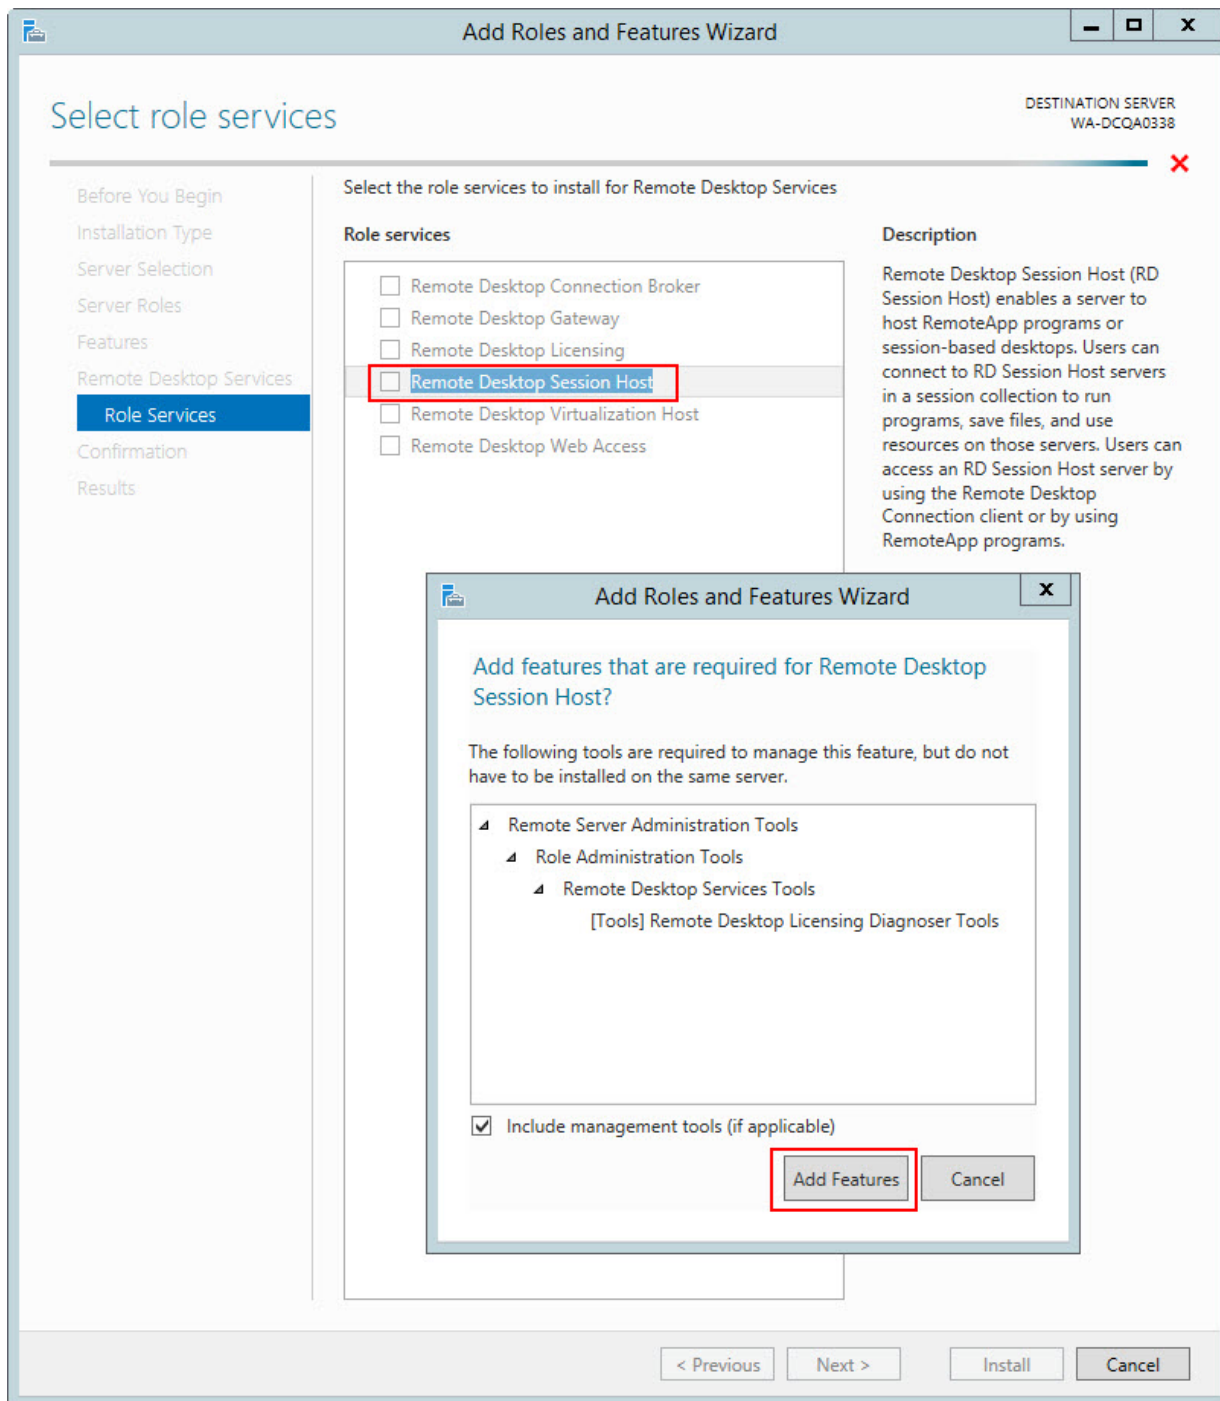 Add Roles and Features Wizard
Select role services
DESTINATION SERVER
WA-DCQA0338
Before You Begin
Installation Type
Server Selection
Server Roles
Features
Remote Desktop Services
Role Services
Confirmation
Results
Select the role services to install for Remote Desktop Services
Role services
Remote Desktop Connection Broker
Remote Desktop Gateway
Remote Desktop Licensing
Remote Desktop Session Host
Remote Desktop Virtualization Host
Remote Desktop Web Access
Description
Remote Desktop Session Host (RD
Session Host) enables a server to
host RemoteApp programs or
session-based desktops. Users can
connect to RD Session Host servers
in a session collection to run
programs, save files, and use
resources on those servers. Users can
access an RD Session Host server by
using the Remote Desktop
Connection client or by using
RemoteApp programs.
Add Roles and Features Wizard
Add features that are required for Remote Desktop
Session Host?
The following tools are required to manage this feature, but do not
have to be installed on the same server.
Remote Server Administration Tools
Role Administration Tools
Remote Desktop Services Tools
[Tools] Remote Desktop Licensing Diagnoser Tools
Include management tools (if applicable)
Add Features
Cancel
< Previous
Next >
Install
Cancel